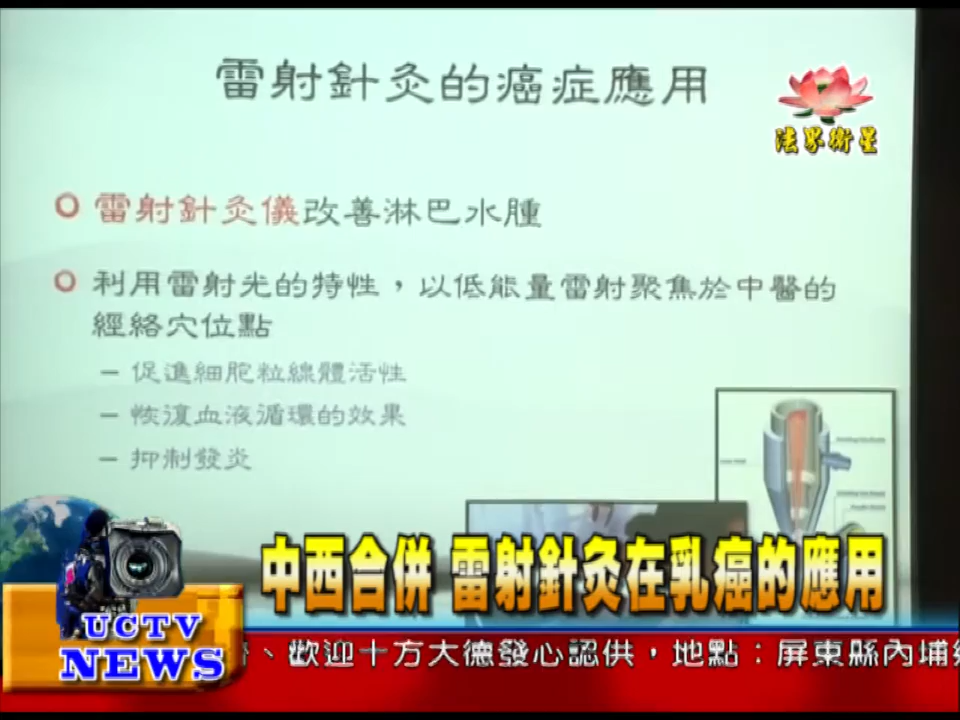 雷射針灸的癌症應用
法界衛星
雷射針灸儀改善淋巴水腫
利用雷射光的特性，以低能量雷射聚焦於中醫的
經絡穴位點
– 促進細胞粒線體活性
– 恢復血液循環的效果
– 抑制發炎
中西合併 雷射針灸在乳癌的應用
UCTV
NEWS
、歡迎十方大德發心認供，地點：屏東縣內埔